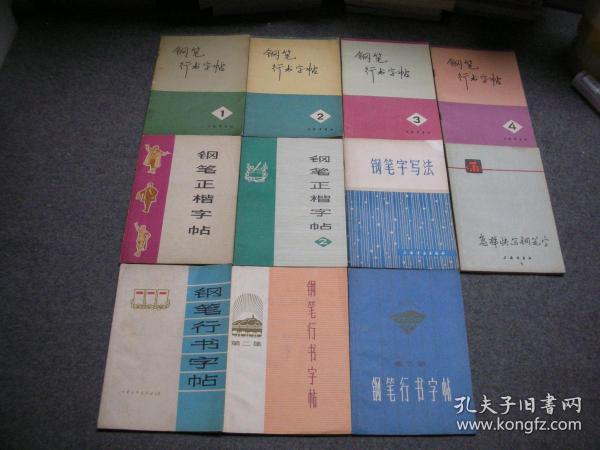 钢笔
行书字帖
1
钢笔
行书字帖
2
钢笔
行书字帖
3
钢笔
行书字帖
4
钢笔正楷字帖
钢笔正楷字帖
2
钢笔字写法
怎样快写钢笔字
钢笔行书字帖
第二集
钢笔行书字帖
第三集
钢笔行书字帖
孔夫子旧书网
www.kongfz.com